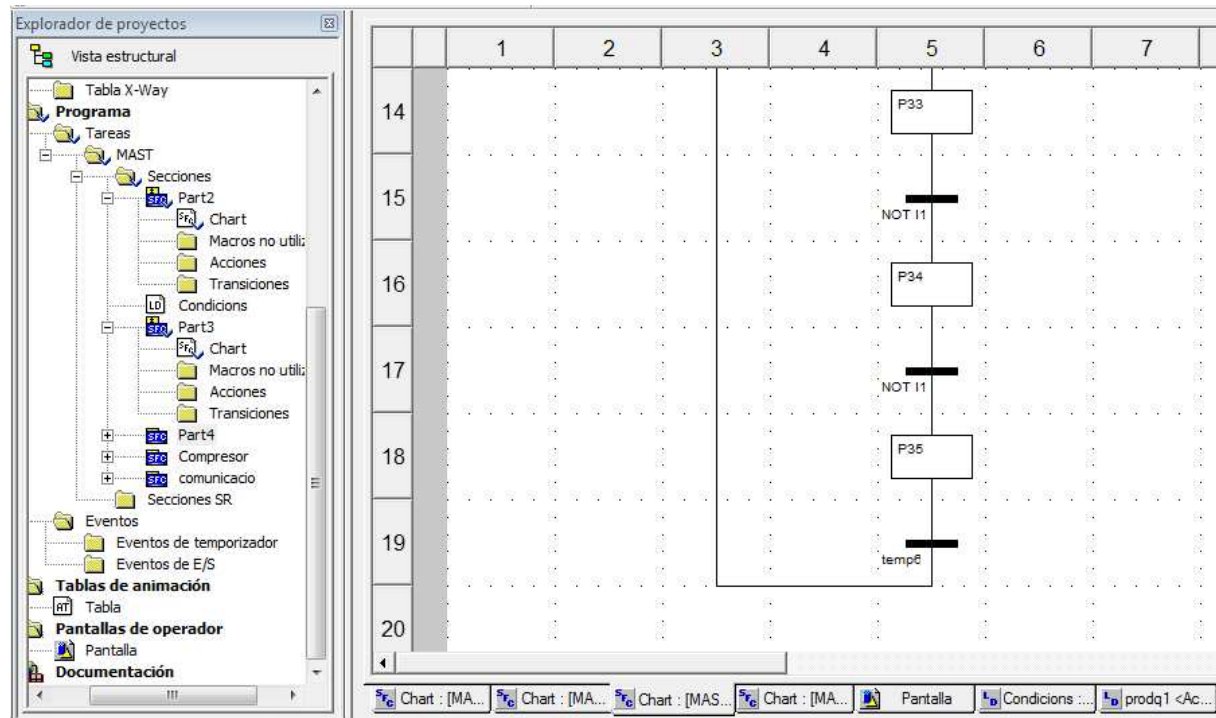 Explorador de proyectos
Vista estructural
Tabla X-Way
Programa
Tareas
MAST
Secciones
Part2
Chart
Macros no utili
Acciones
Transiciones
Condicions
Part3
Chart
Macros no utili
Acciones
Transiciones
Part4
Compresor
comunicacio
Secciones SR
Eventos
Eventos de temporizador
Eventos de E/S
Tablas de animación
Tabla
Pantallas de operador
Pantalla
Documentación
1 2 3 4 5 6 7
14
P33
15
NOT I1
16
P34
17
NOT I1
18
P35
19
temp6
20
Chart : [MA... Chart : [MA... Chart : [MAS... Chart : [MA... Pantalla Condicions :... prodq1 <Ac...